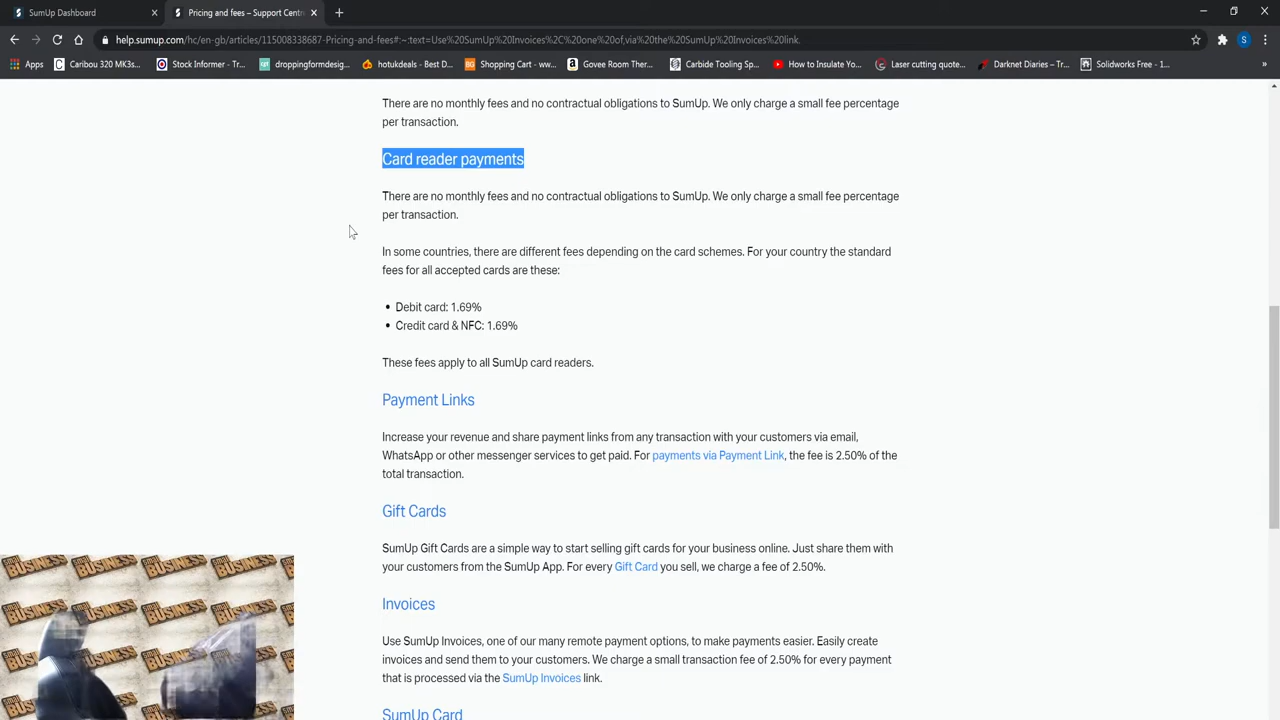 SumUp Dashboard
Pricing and fees – SumUp Support Centr
help.sumup.com/hc/en-gb/articles/115008338687-Pricing-and-fees#:~:text=Use%20SumUp%20Invoices%2C%20one%20of,via%20the%20SumUp%20Invoices%20link.
Apps
Caribou 320 MK3s...
Stock Informer - Tr...
droppingformdesign...
hotukdeals - Best D...
Shopping Cart - ww...
Govee Room Ther...
Carbide Tooling Sp...
How to Insulate Yo...
Laser cutting quote...
Darknet Diaries – Tr...
Solidworks Free - 1...
There are no monthly fees and no contractual obligations to SumUp. We only charge a small fee percentage
per transaction.
Card reader payments
There are no monthly fees and no contractual obligations to SumUp. We only charge a small fee percentage
per transaction.
In some countries, there are different fees depending on the card schemes. For your country the standard
fees for all accepted cards are these:
• Debit card: 1.69%
• Credit card & NFC: 1.69%
These fees apply to all SumUp card readers.
Payment Links
Increase your revenue and share payment links from any transaction with your customers via email,
WhatsApp or other messenger services to get paid. For payments via Payment Link, the fee is 2.50% of the
total transaction.
Gift Cards
SumUp Gift Cards are a simple way to start selling gift cards for your business online. Just share them with
your customers from the SumUp App. For every Gift Card you sell, we charge a fee of 2.50%.
Invoices
Use SumUp Invoices, one of our many remote payment options, to make payments easier. Easily create
invoices and send them to your customers. We charge a small transaction fee of 2.50% for every payment
that is processed via the SumUp Invoices link.
SumUp Card